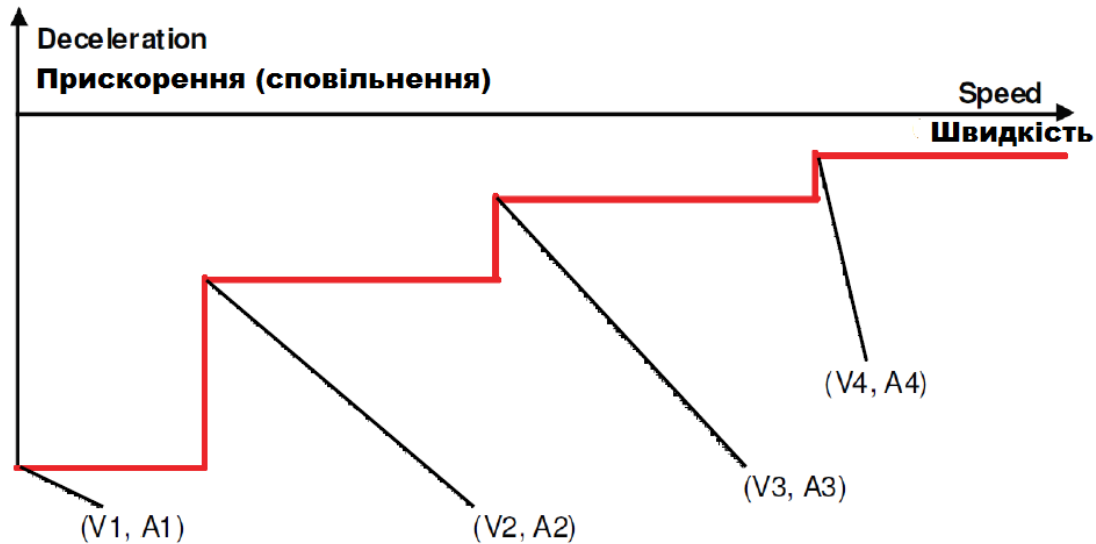 Deceleration
Прискорення (сповільнення)
Speed
Швидкість
(V4, A4)
(V3, A3)
(V1, A1)
(V2, A2)